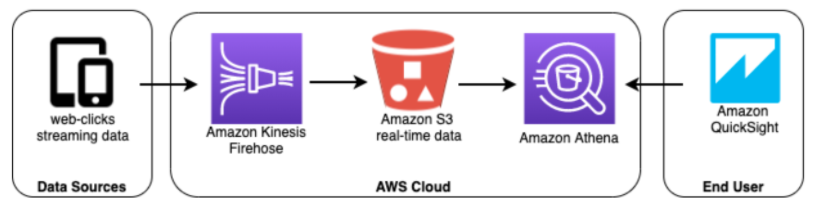 web-clicks
streaming data
Data Sources
Amazon Kinesis
Firehose
Amazon S3
real-time data
Amazon Athena
AWS Cloud
Amazon
QuickSight
End User